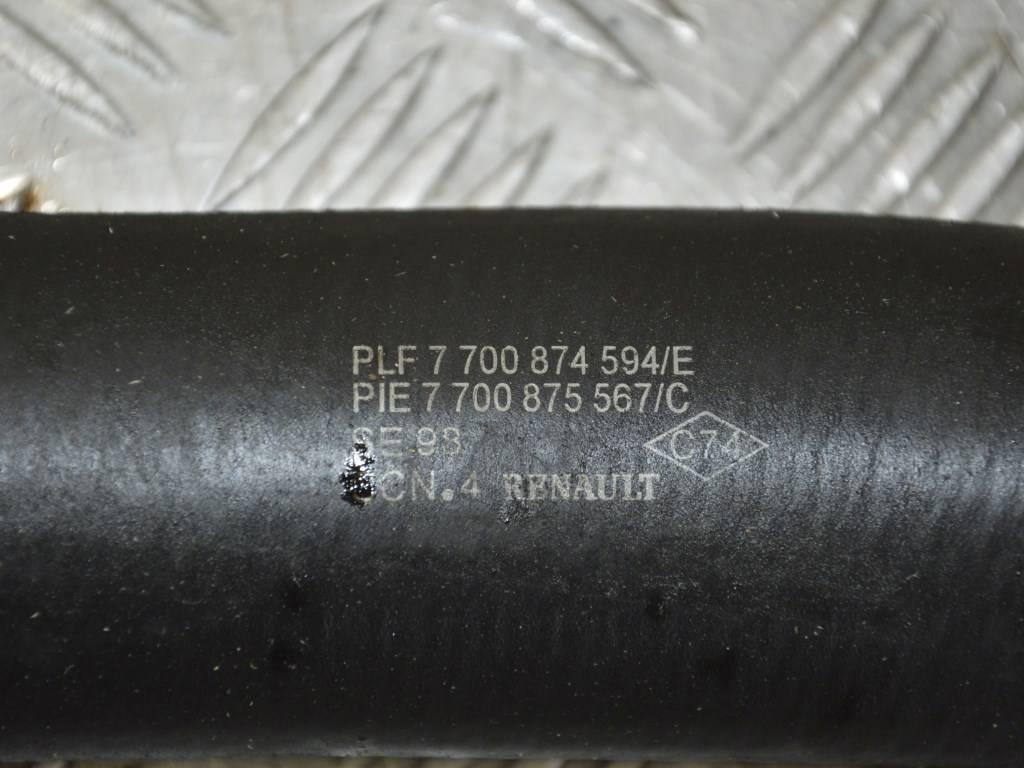 PLF 7 700 874 594/E
PIE 7 700 875 567/C
SE 98
C74
CN.4 RENAULT